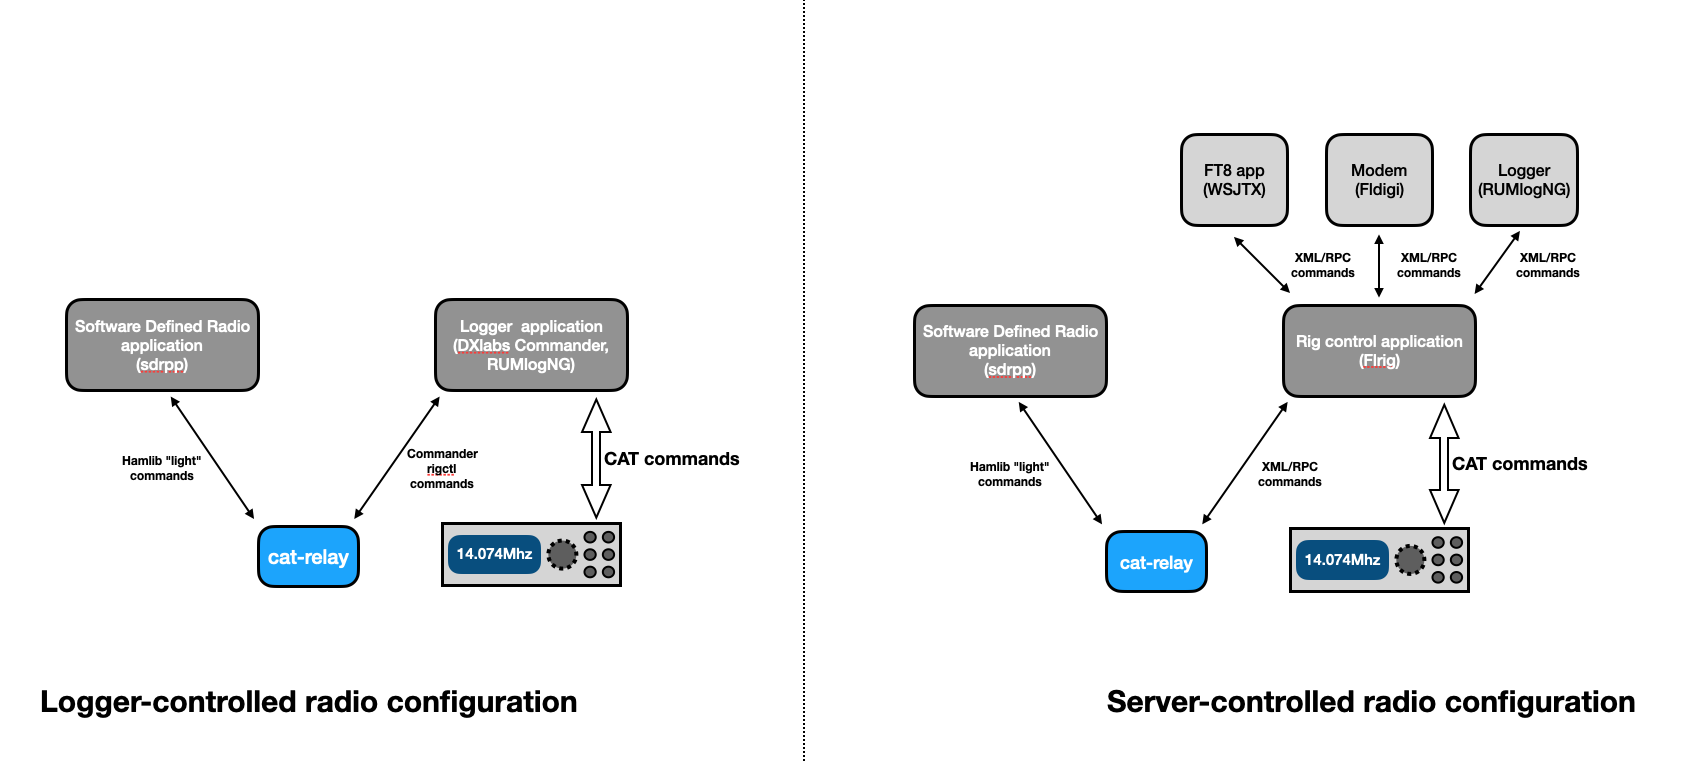 Software Defined Radio
application
(sdrpp)
Logger  application
(DXlabs Commander,
RUMlogNG)
Hamlib "light"
commands
Commander
rigctl
commands
CAT commands
cat-relay
14.074Mhz
Logger-controlled radio configuration
FT8 app
(WSJTX)
Modem
(Fldigi)
Logger
(RUMlogNG)
XML/RPC
commands
XML/RPC
commands
XML/RPC
commands
Software Defined Radio
application
(sdrpp)
Rig control application
(Flrig)
Hamlib "light"
commands
XML/RPC
commands
CAT commands
cat-relay
14.074Mhz
Server-controlled radio configuration